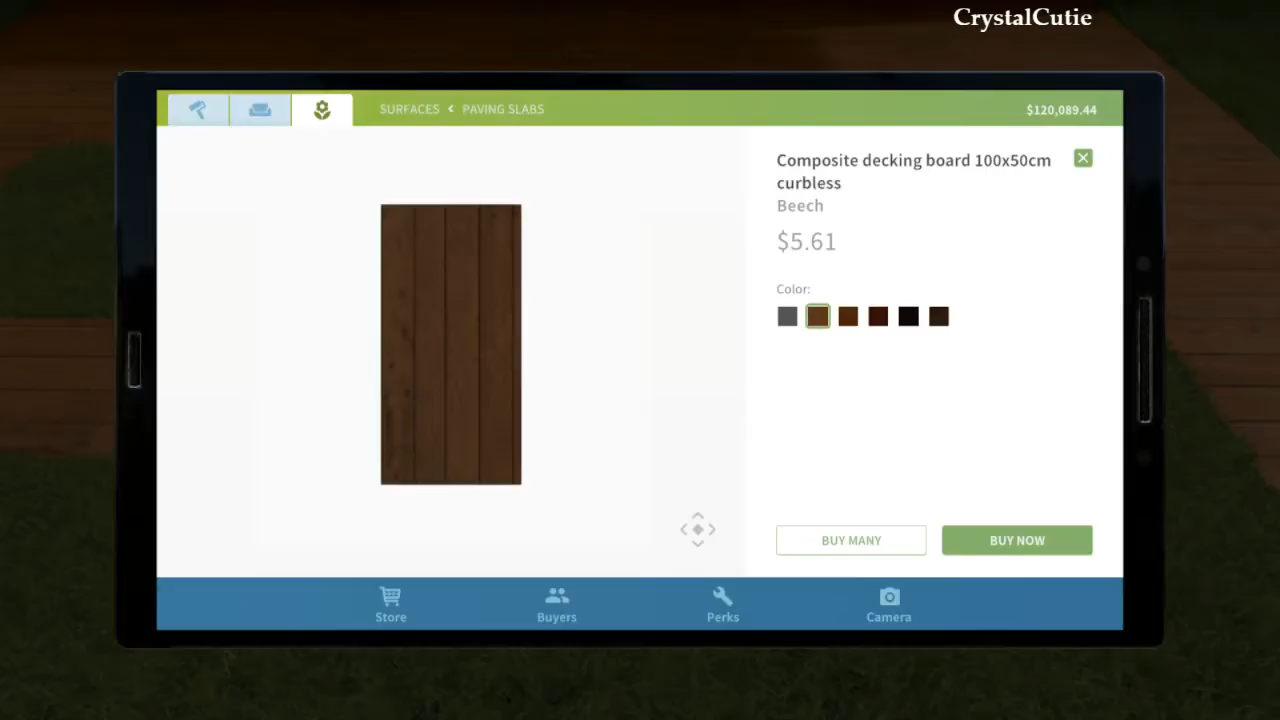 CrystalCutie
SURFACES < PAVING SLABS
$120,089.44
Composite decking board 100x50cm
curbless
Beech
$5.61
Color:
BUY MANY
BUY NOW
Store
Buyers
Perks
Camera